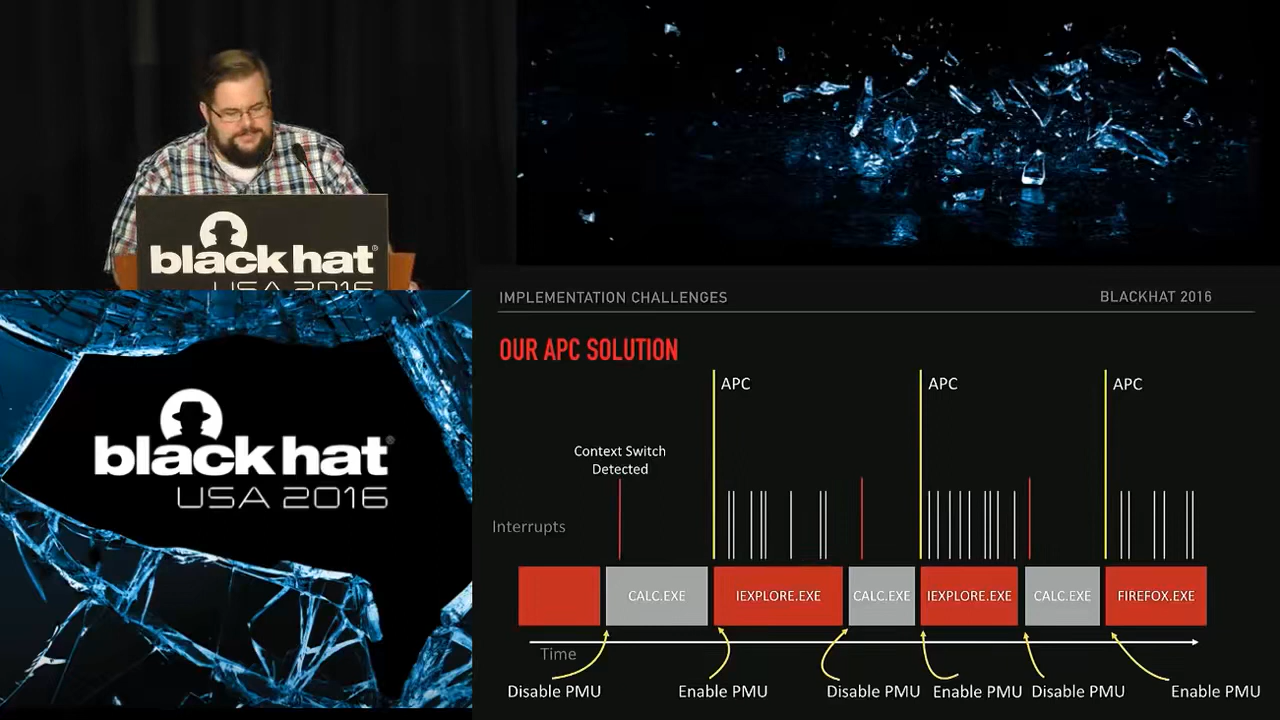 black hat
USA 2016
black hat
USA 2016
IMPLEMENTATION CHALLENGES
BLACKHAT 2016
OUR APC SOLUTION
APC
APC
APC
Context Switch
Detected
Interrupts
CALC.EXE
IEXPLORE.EXE
CALC.EXE
IEXPLORE.EXE
CALC.EXE
FIREFOX.EXE
Time
Disable PMU
Enable PMU
Disable PMU
Enable PMU
Disable PMU
Enable PMU